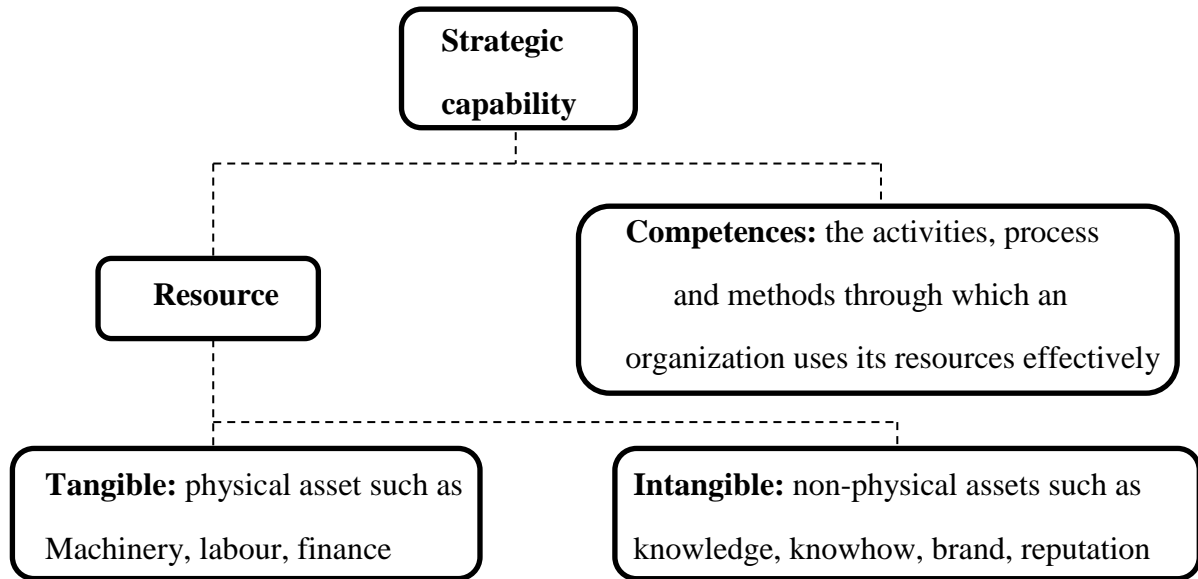 Strategic
capability
Resource
Competences: the activities, process
and methods through which an
organization uses its resources effectively
Tangible: physical asset such as
Machinery, labour, finance
Intangible: non-physical assets such as
knowledge, knowhow, brand, reputation